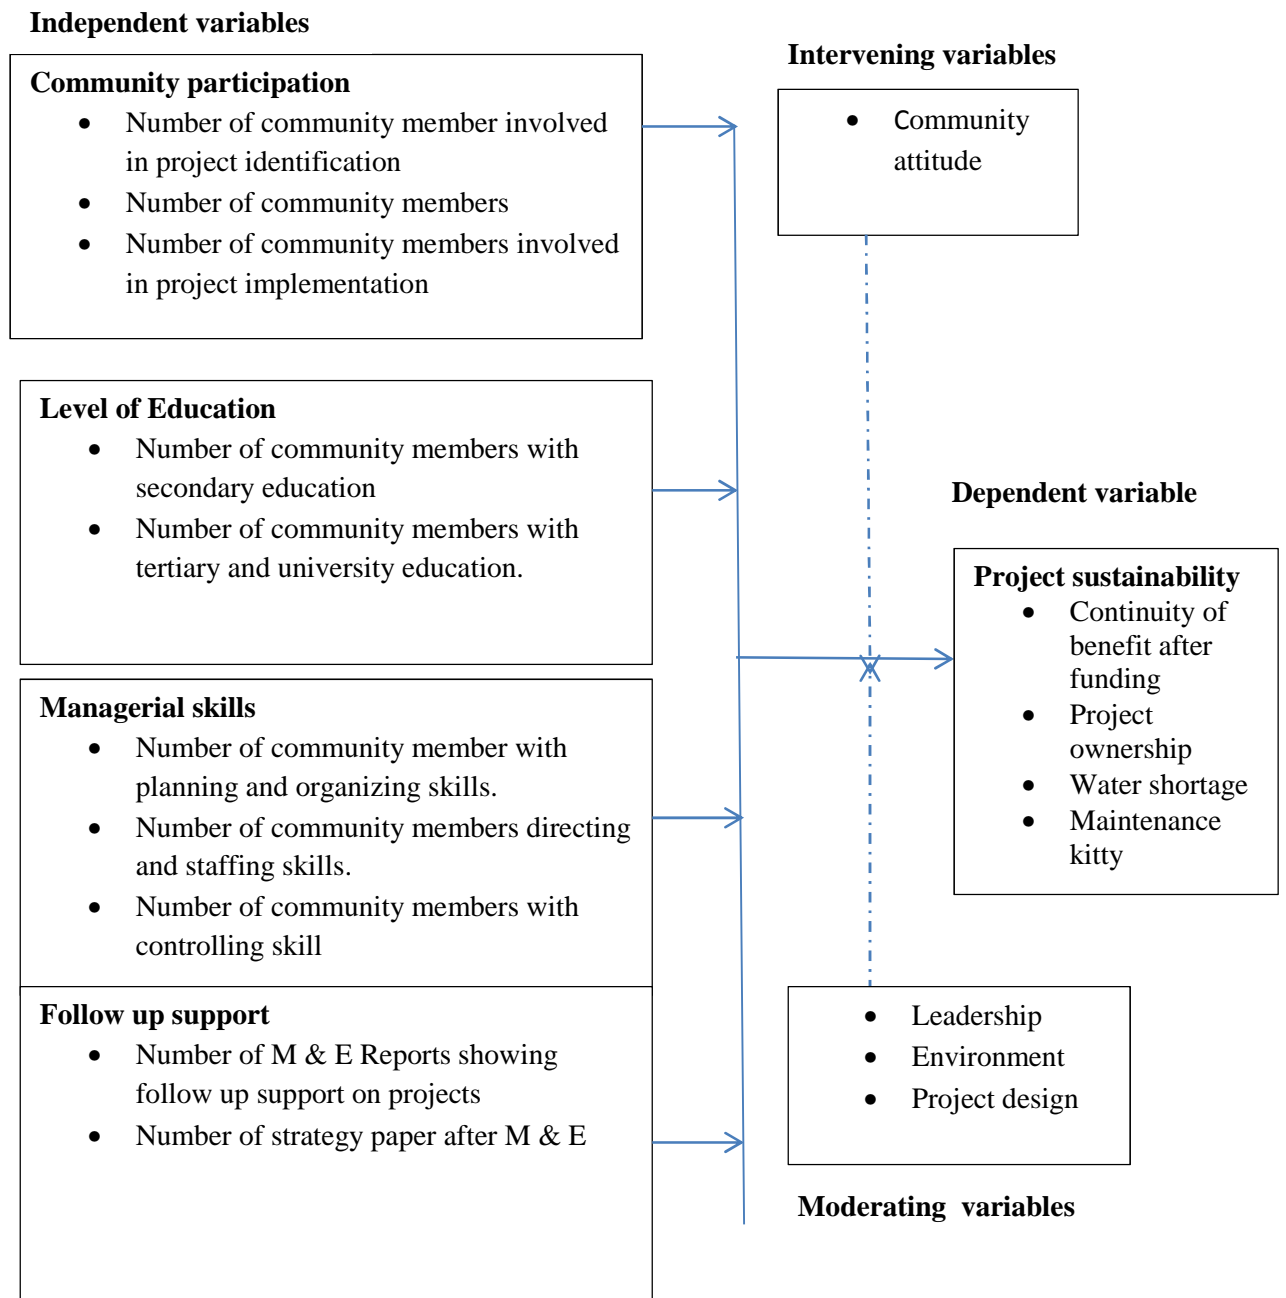 Independent variables
Community participation
• Number of community member involved
in project identification
• Number of community members
• Number of community members involved
in project implementation
Level of Education
• Number of community members with
secondary education
• Number of community members with
tertiary and university education.
Managerial skills
• Number of community member with
planning and organizing skills.
• Number of community members directing
and staffing skills.
• Number of community members with
controlling skill
Follow up support
• Number of M & E Reports showing
follow up support on projects
• Number of strategy paper after M & E
Intervening variables
• Community
attitude
Dependent variable
Project sustainability
• Continuity of
benefit after
funding
• Project
ownership
• Water shortage
• Maintenance
kitty
• Leadership
• Environment
• Project design
Moderating  variables